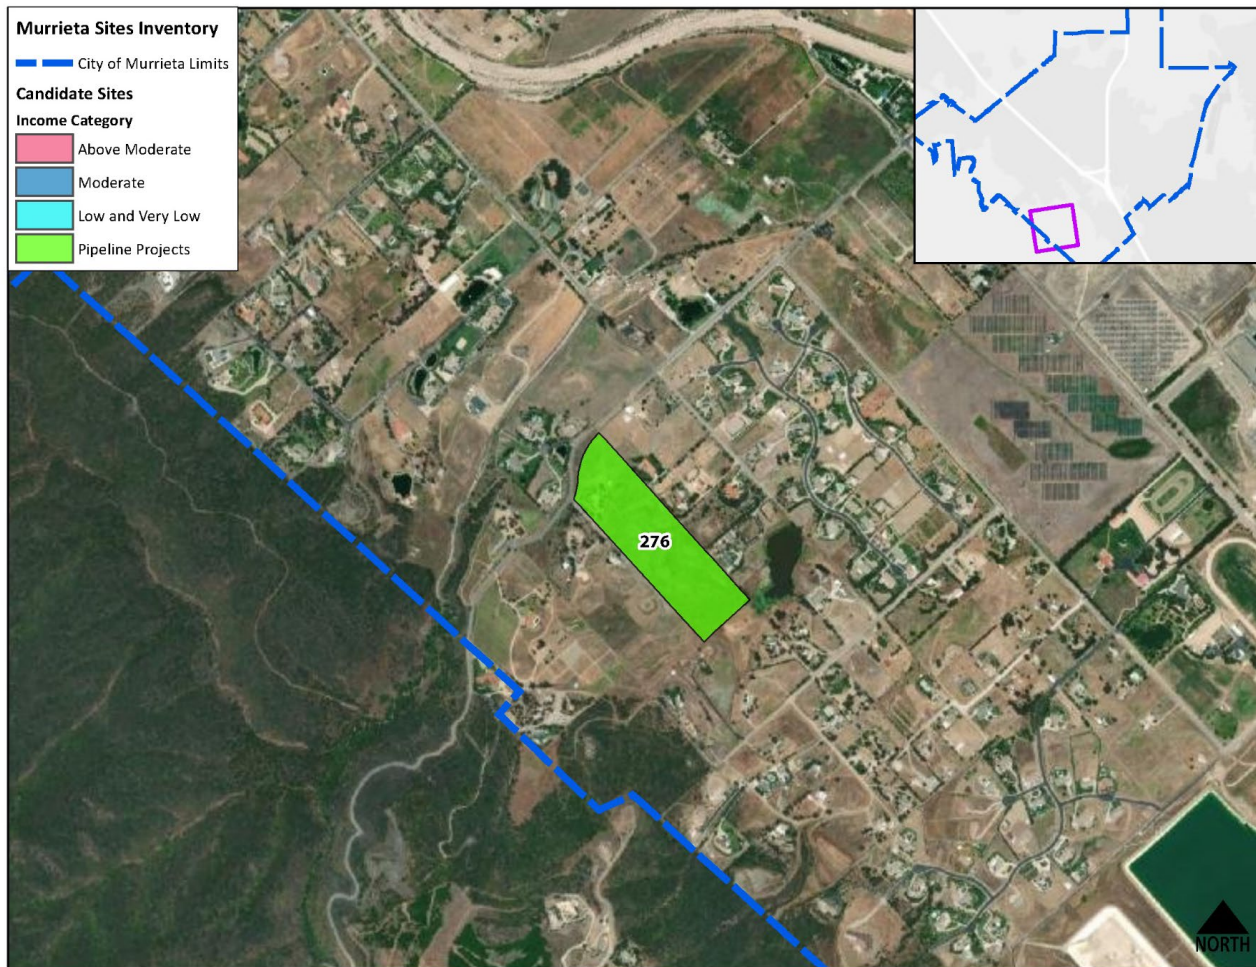 Murrieta Sites Inventory
City of Murrieta Limits
Candidate Sites
Income Category
Above Moderate
Moderate
Low and Very Low
Pipeline Projects
276
NORTH